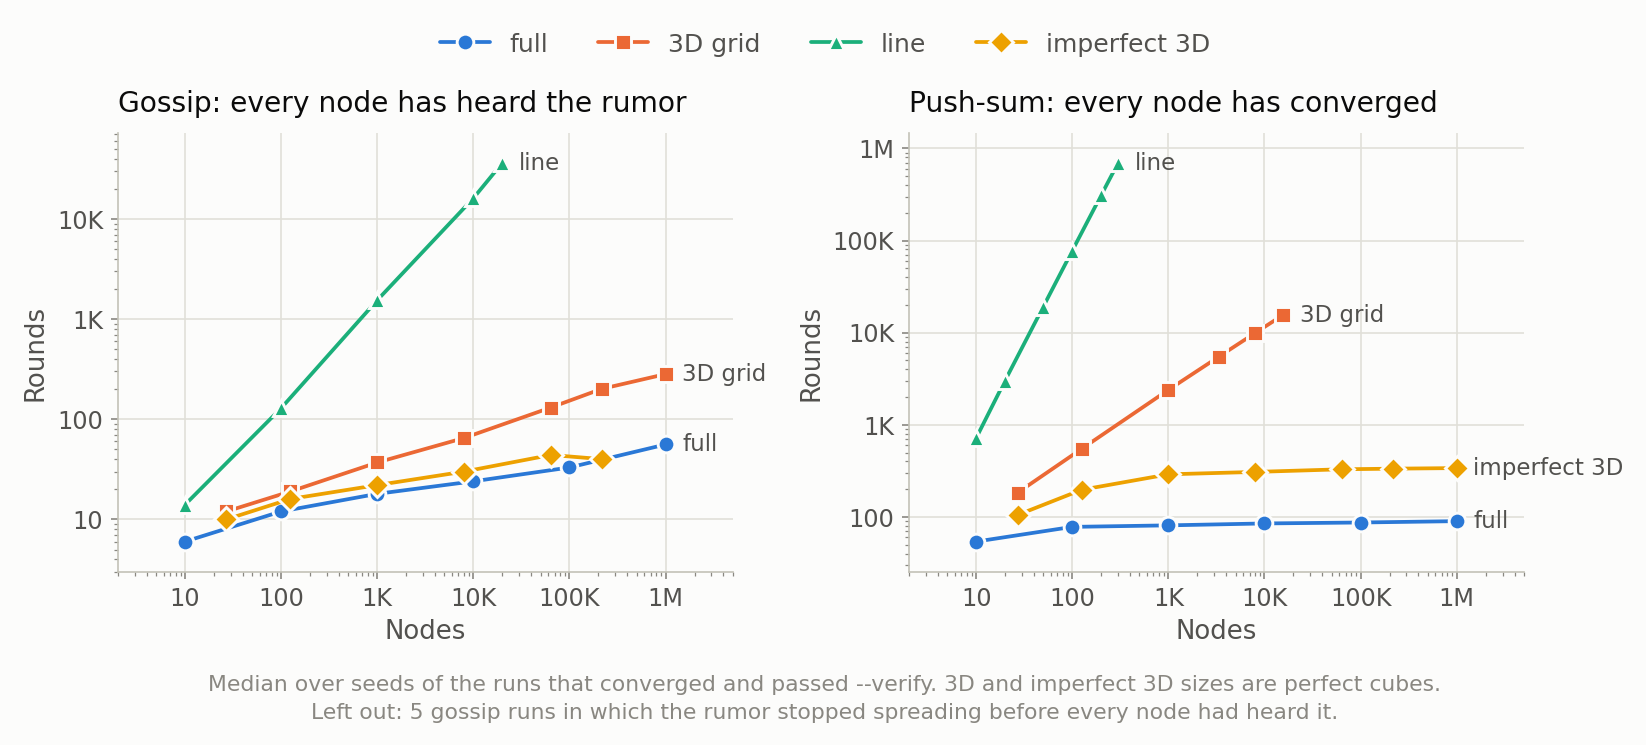 full 3D grid line imperfect 3D
Gossip: every node has heard the rumor
Rounds
10K
1K
100
10
line
3D grid
full
10 100 1K 10K 100K 1M
Nodes
Push-sum: every node has converged
Rounds
1M
100K
10K
1K
100
line
3D grid
imperfect 3D
full
10 100 1K 10K 100K 1M
Nodes
Median over seeds of the runs that converged and passed --verify. 3D and imperfect 3D sizes are perfect cubes.
Left out: 5 gossip runs in which the rumor stopped spreading before every node had heard it.